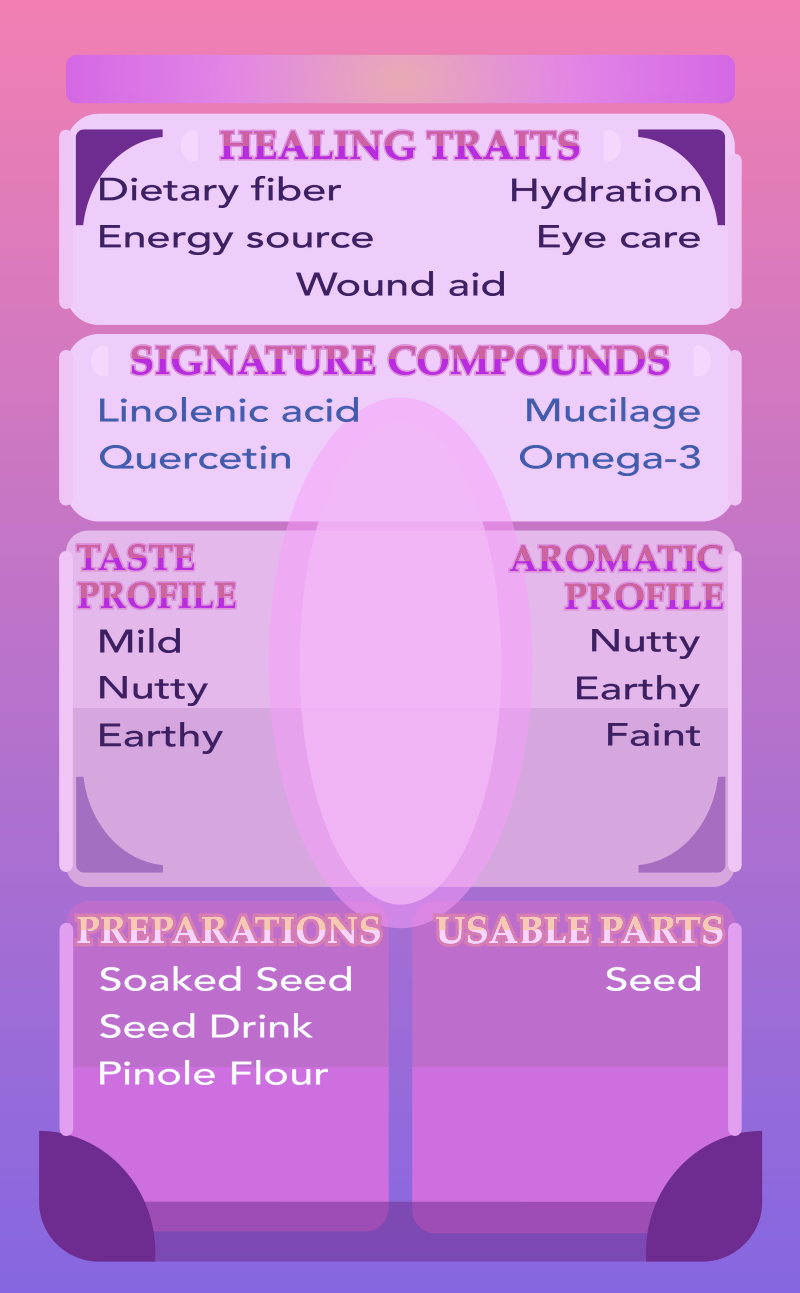 HEALING TRAITS
Dietary fiber
Hydration
Energy source
Eye care
Wound aid
SIGNATURE COMPOUNDS
Linolenic acid
Mucilage
Quercetin
Omega-3
TASTE
PROFILE
Mild
Nutty
Earthy
AROMATIC
PROFILE
Nutty
Earthy
Faint
PREPARATIONS
Soaked Seed
Seed Drink
Pinole Flour
USABLE PARTS
Seed